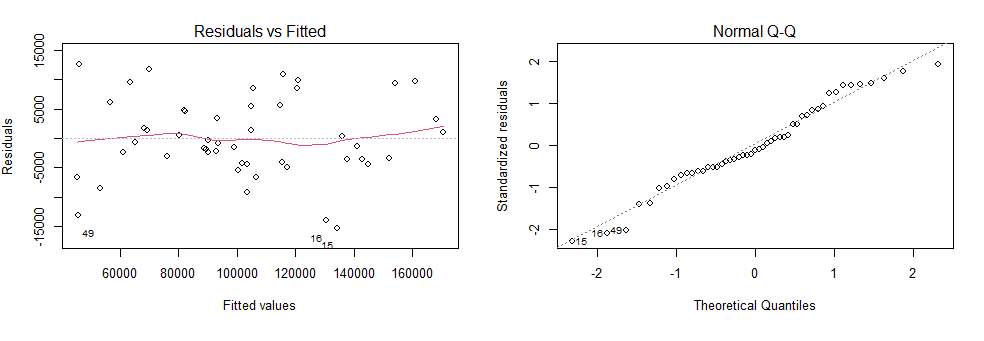 Residuals vs Fitted
Residuals
15000
5000
-5000
-15000
49
16
15
60000 80000 100000 120000 140000 160000
Fitted values
Normal Q-Q
Standardized residuals
2
1
0
-1
-2
15
16
49
-2 -1 0 1 2
Theoretical Quantiles